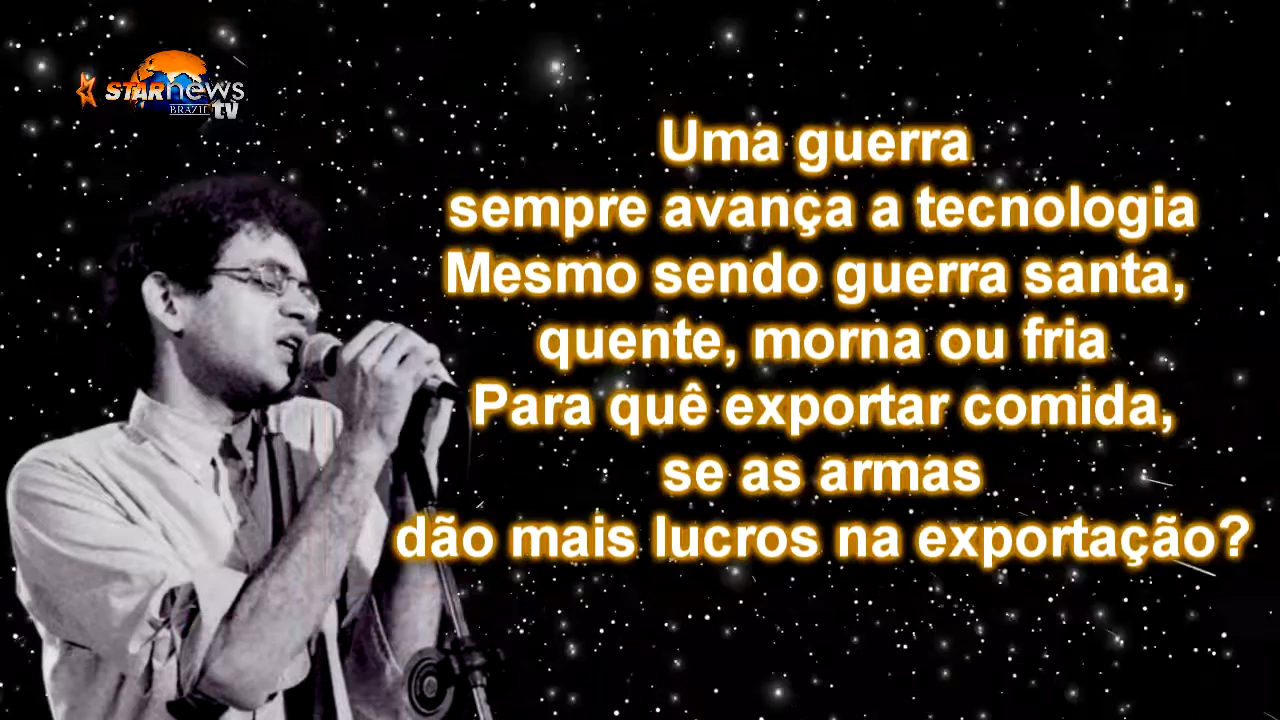 STARnews
BRAZIL tv
Uma guerra
sempre avança a tecnologia
Mesmo sendo guerra santa,
quente, morna ou fria
Para quê exportar comida,
se as armas
dão mais lucros na exportação?